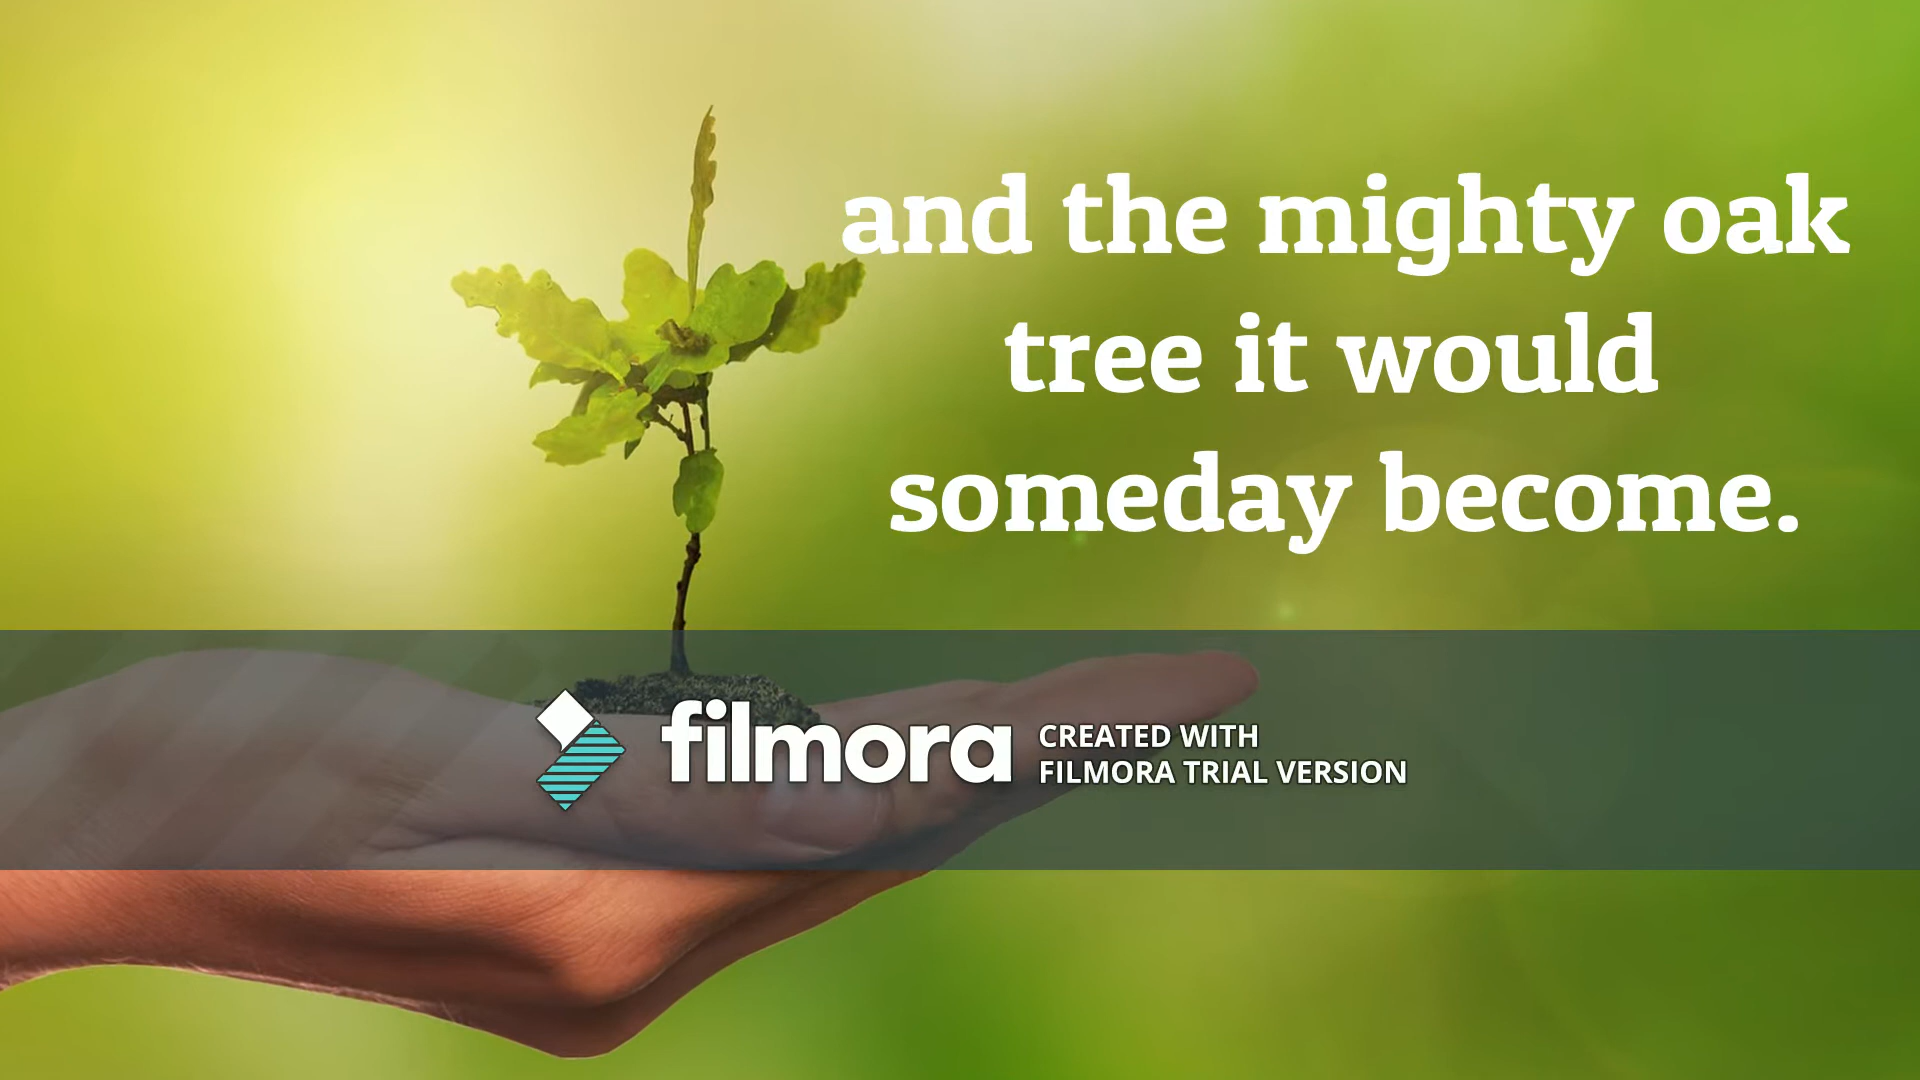 and the mighty oak
tree it would
someday become.
filmora
CREATED WITH
FILMORA TRIAL VERSION